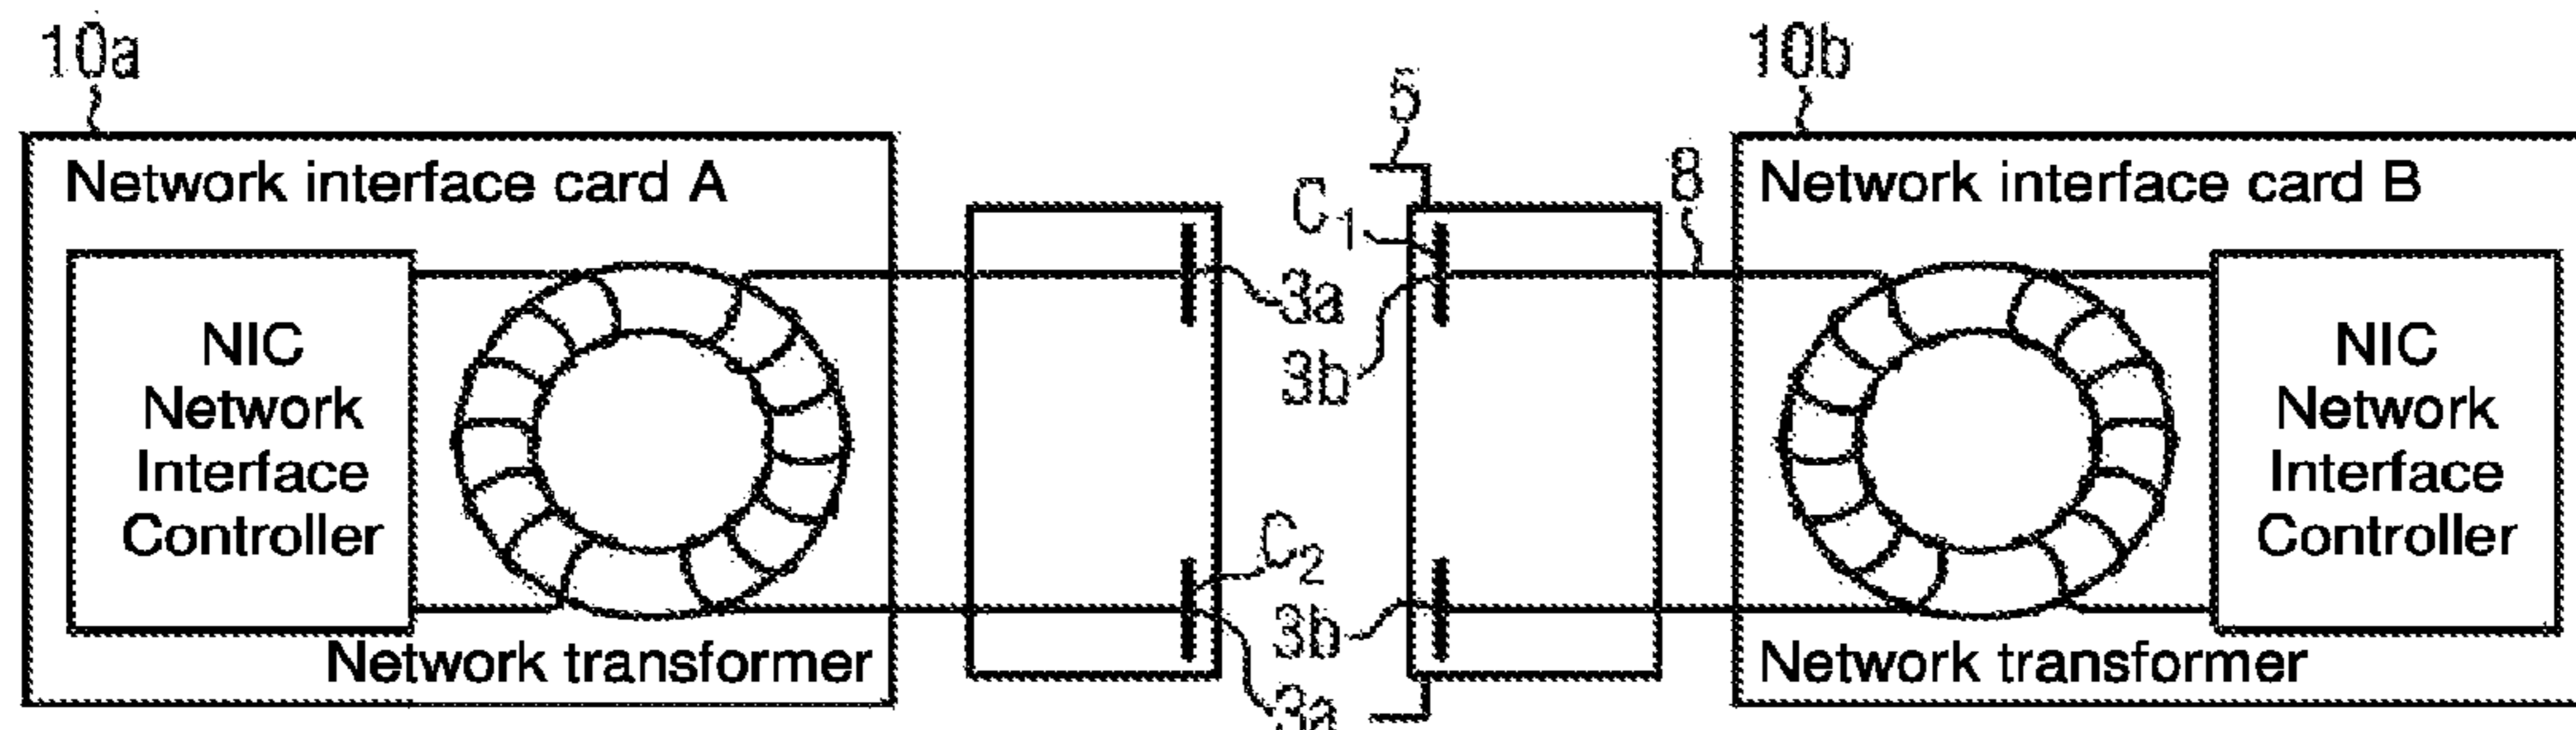 10a
10b
5
8
Network interface card A
Network interface card B
C1
3a
3b
NIC
Network
Interface
Controller
NIC
Network
Interface
Controller
C2
3b
3a
Network transformer
Network transformer